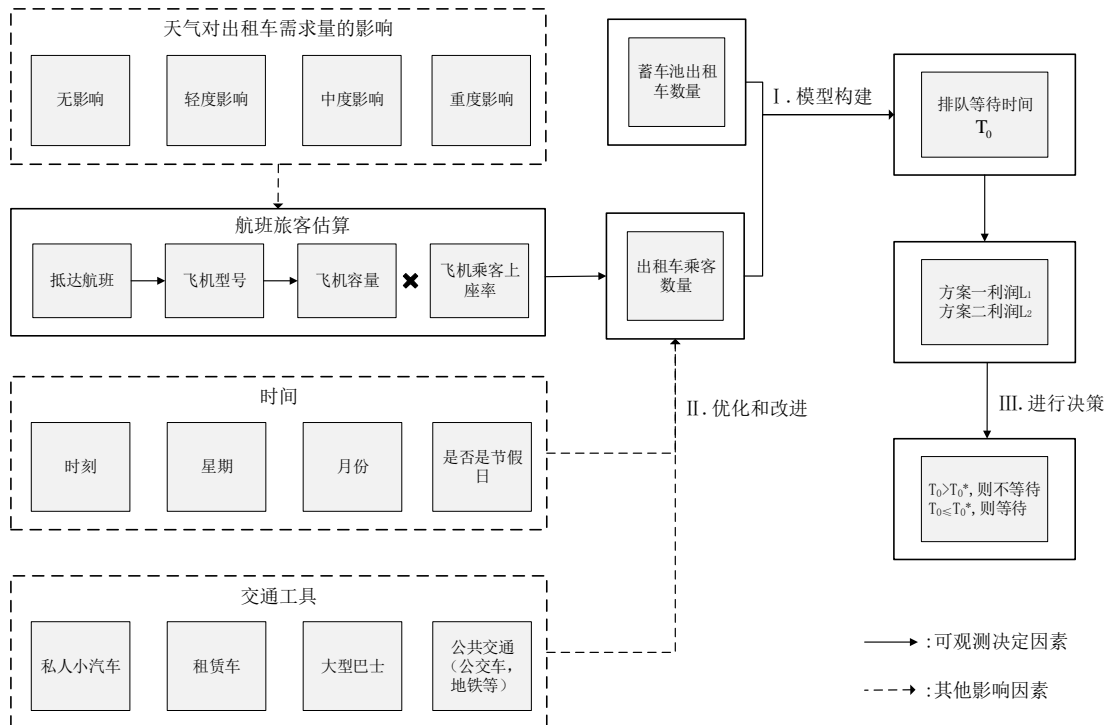 天气对出租车需求量的影响
无影响
轻度影响
中度影响
重度影响
航班旅客估算
抵达航班
飞机型号
飞机容量
飞机乘客上
座率
时间
时刻
星期
月份
是否是节假
日
交通工具
私人小汽车
租赁车
大型巴士
公共交通
(公交车,
地铁等)
蓄车池出租
车数量
出租车乘客
数量
Ⅰ.模型构建
Ⅱ.优化和改进
排队等待时间
T₀
方案一利润L₁
方案二利润L₂
Ⅲ.进行决策
T₀>T₀*,则不等待
T₀≤T₀*,则等待
:可观测决定因素
:其他影响因素